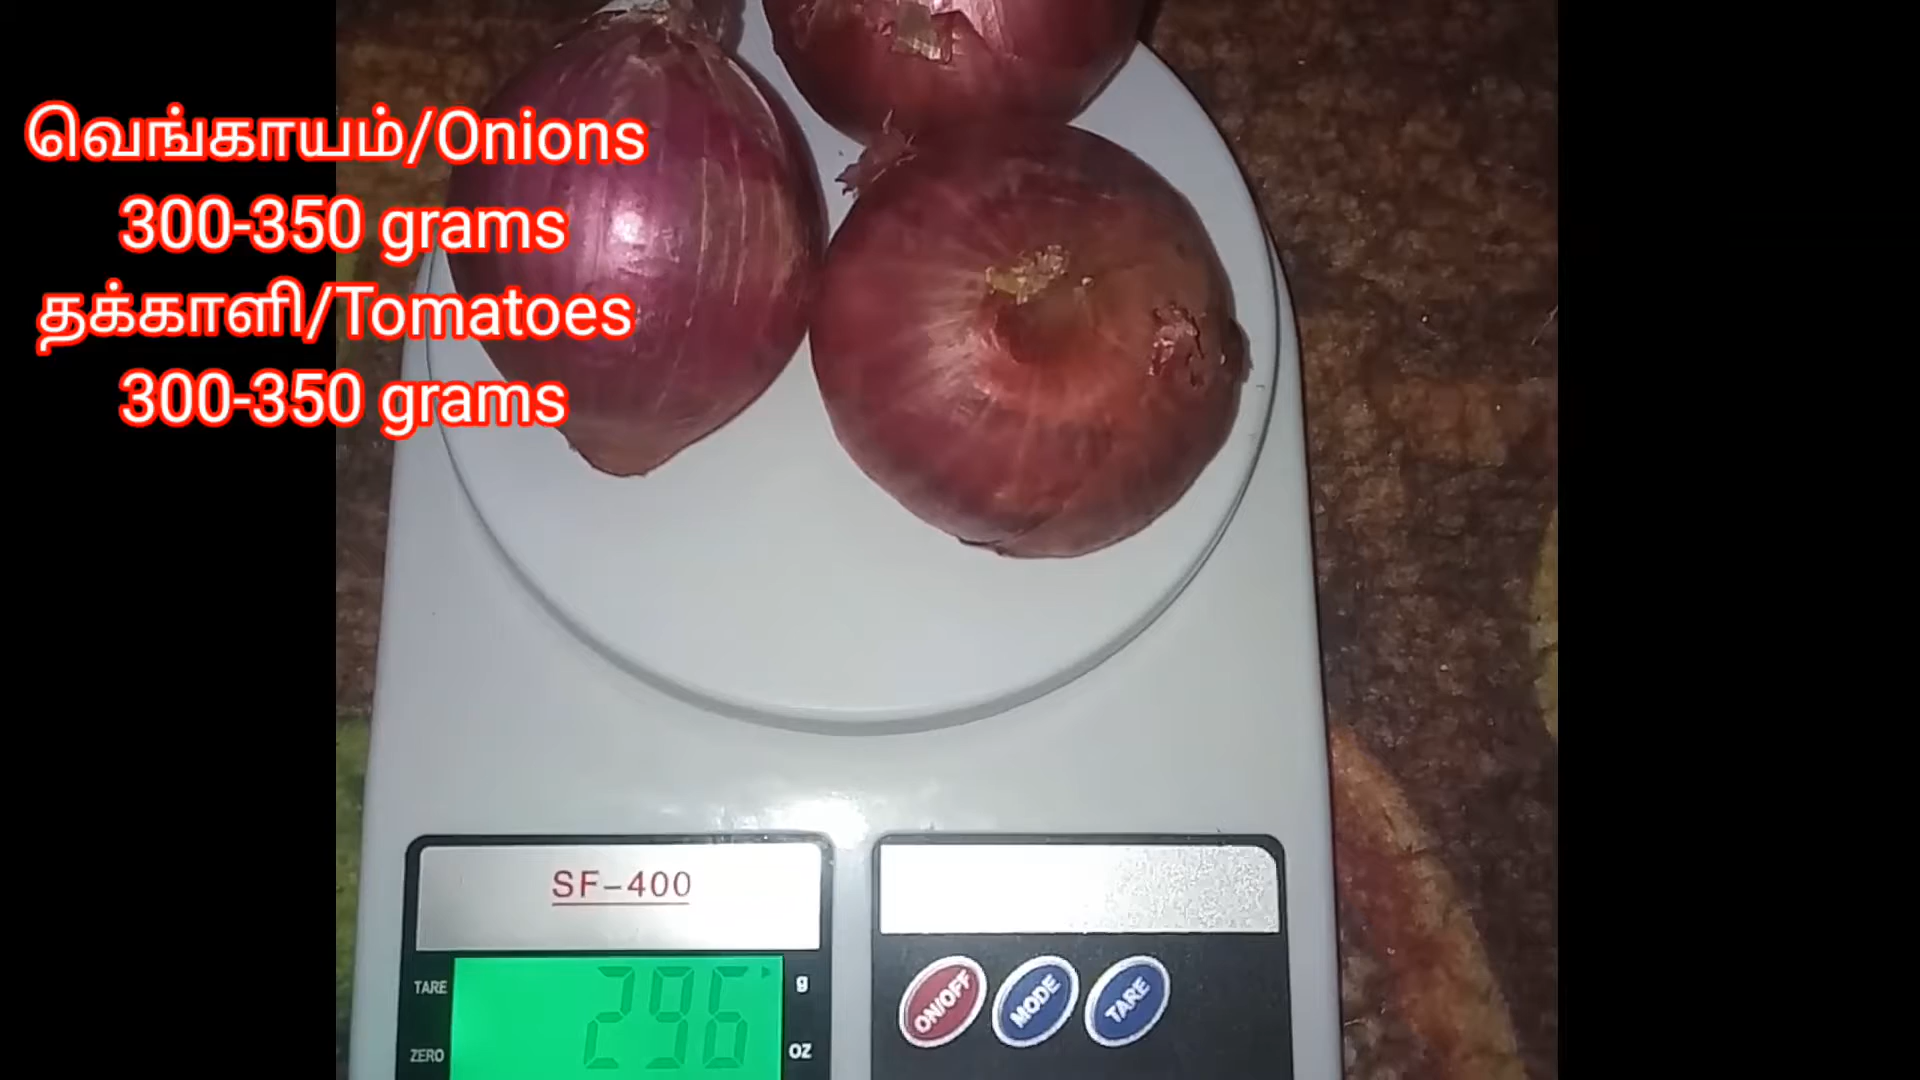 வெங்காயம்/Onions
300-350 grams
தக்காளி/Tomatoes
300-350 grams
SF-400
TARE
296
g
ZERO
OZ
ON/OFF
MODE
TARE